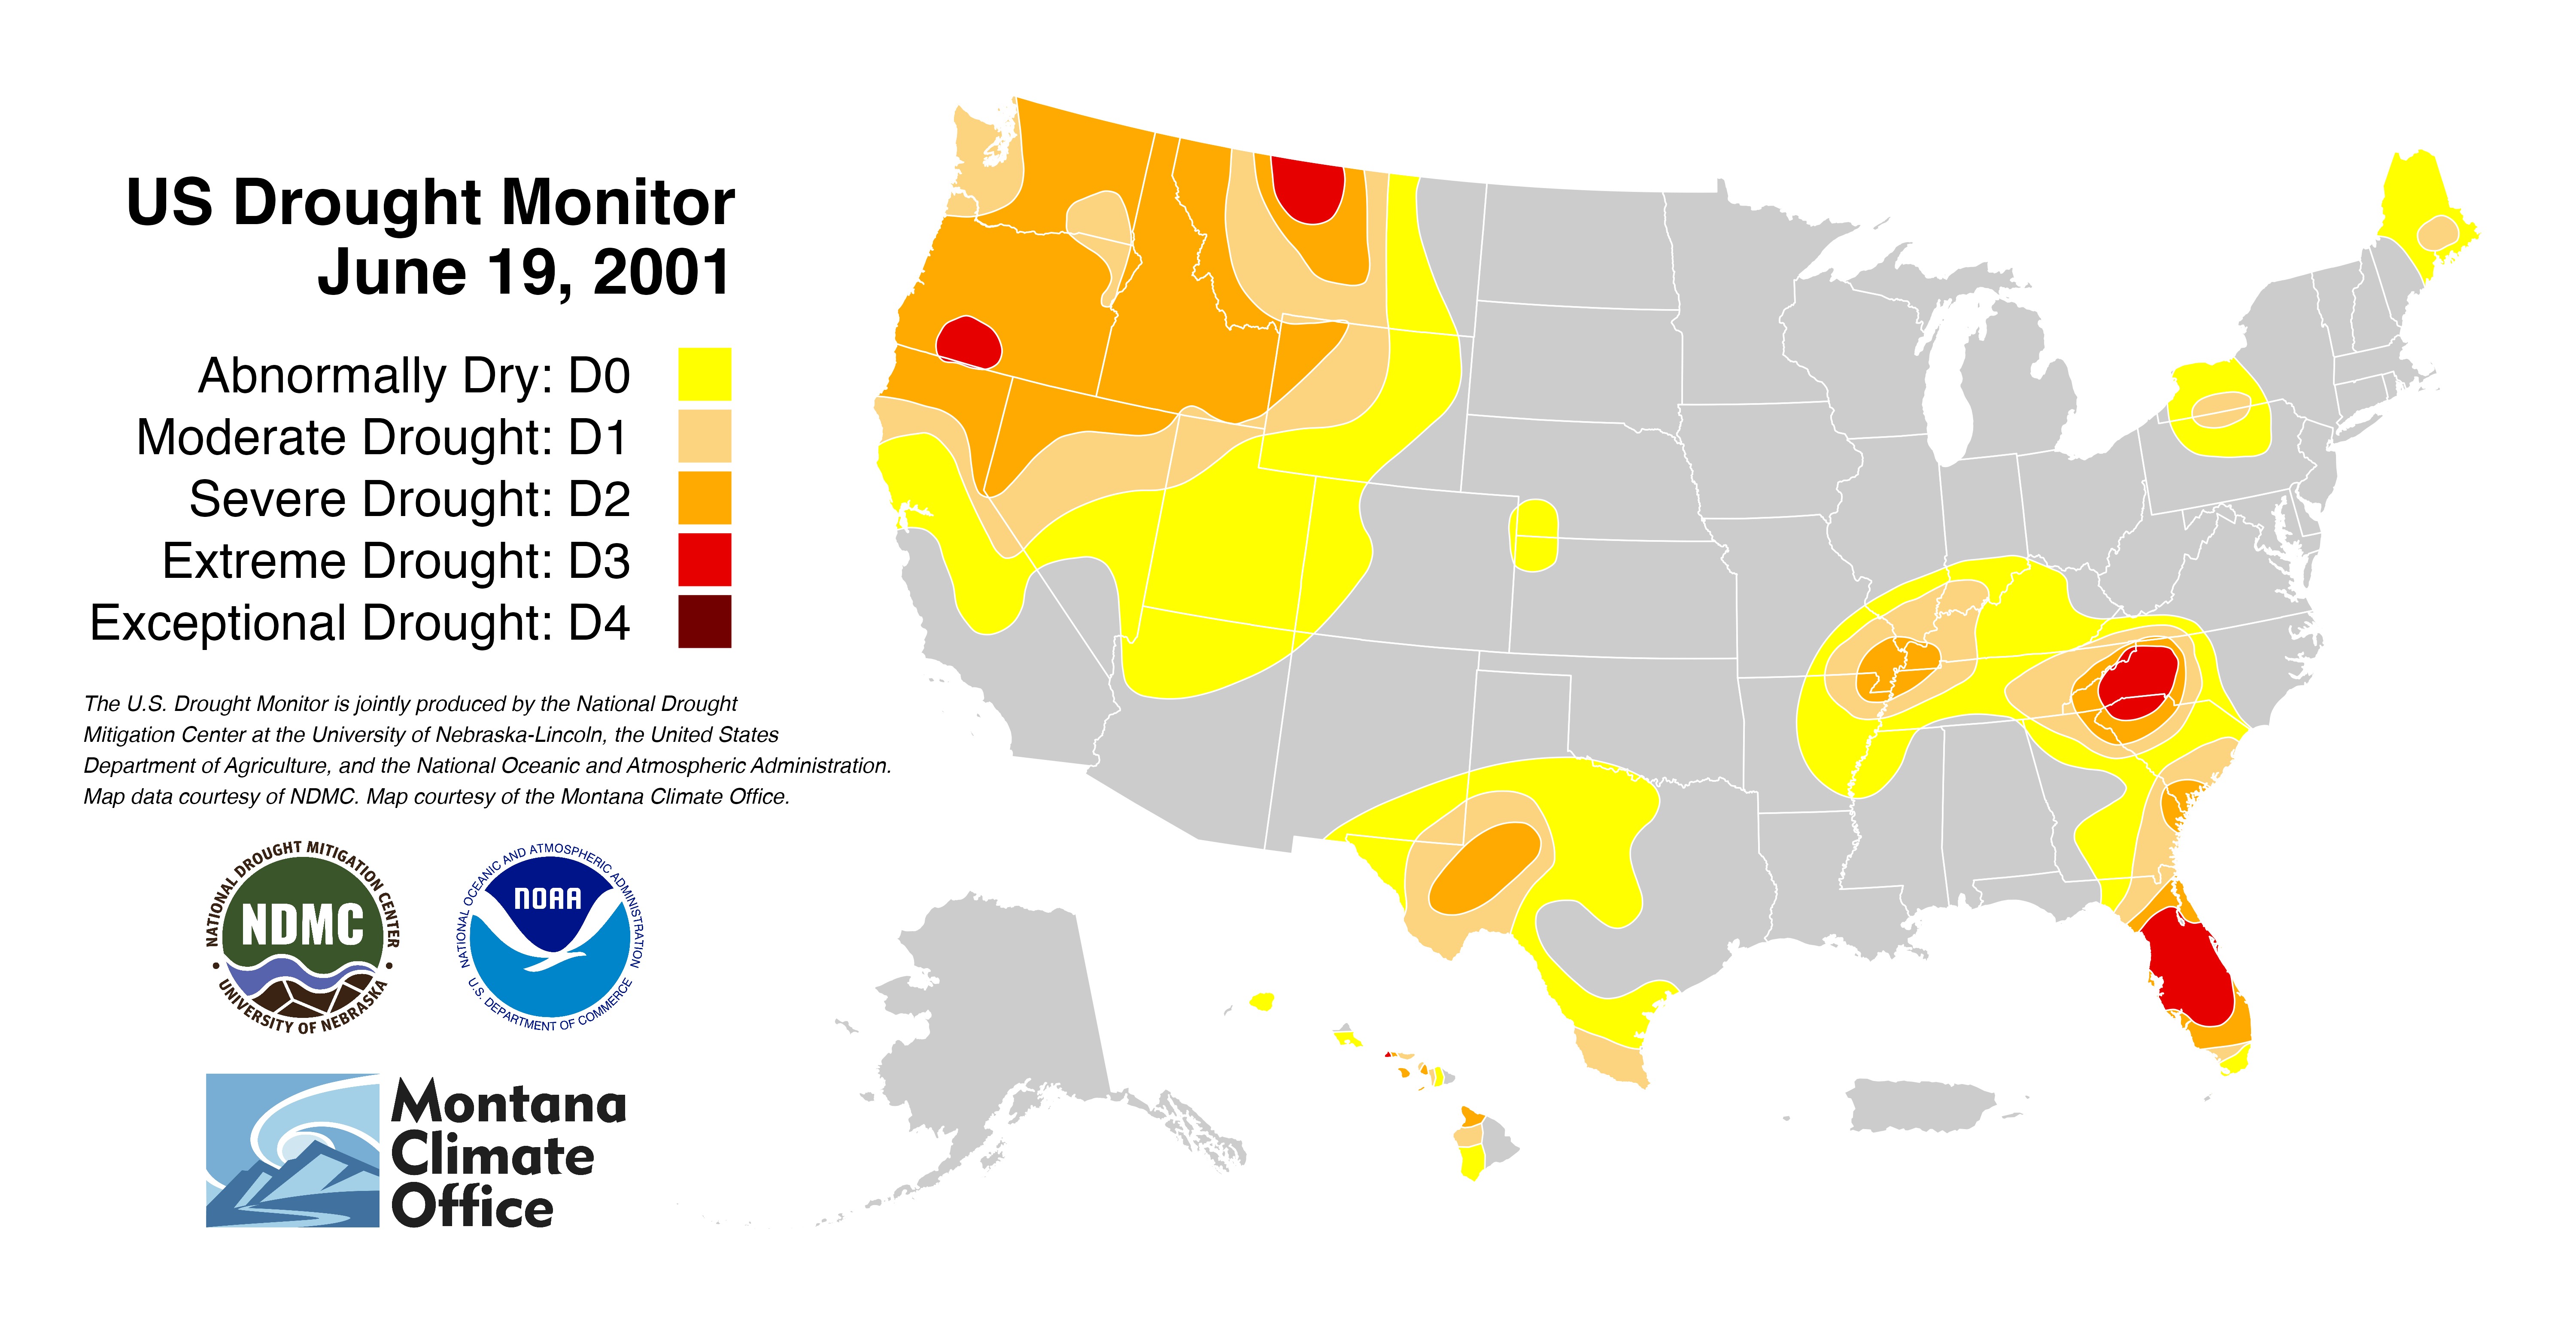 US Drought Monitor
June 19, 2001
Abnormally Dry: D0
Moderate Drought: D1
Severe Drought: D2
Extreme Drought: D3
Exceptional Drought: D4
The U.S. Drought Monitor is jointly produced by the National Drought
Mitigation Center at the University of Nebraska-Lincoln, the United States
Department of Agriculture, and the National Oceanic and Atmospheric Administration.
Map data courtesy of NDMC. Map courtesy of the Montana Climate Office.
NATIONAL DROUGHT MITIGATION CENTER
NDMC
• UNIVERSITY OF NEBRASKA •
NATIONAL OCEANIC AND ATMOSPHERIC ADMINISTRATION
NOAA
U.S. DEPARTMENT OF COMMERCE
Montana
Climate
Office